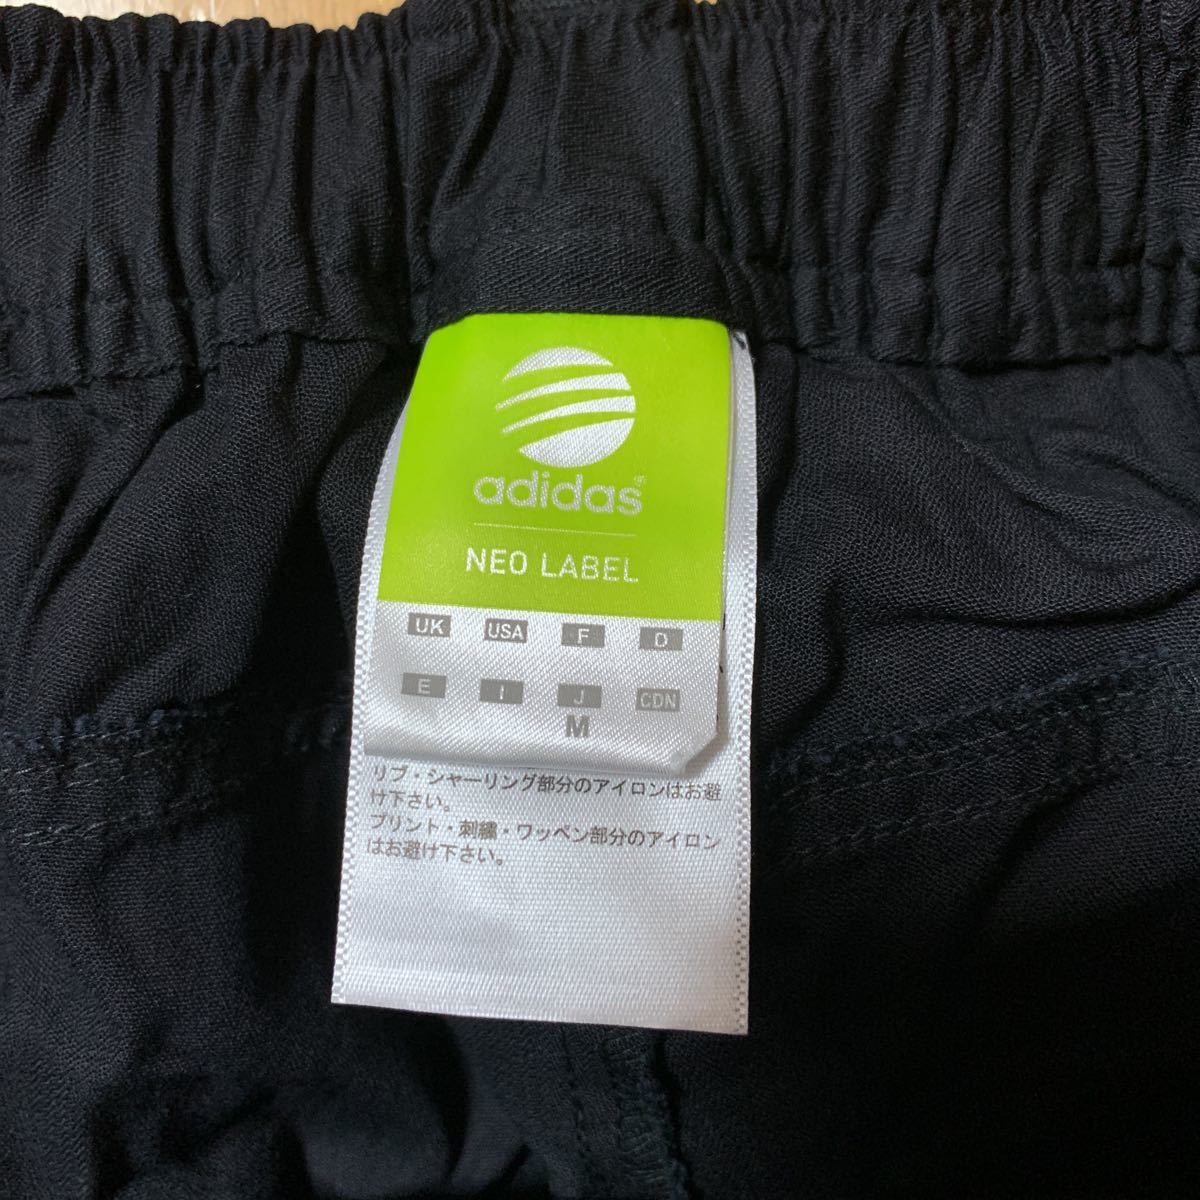 adidas®
NEO LABEL
UK USA F D
E I J CDN
M
リブ・シャーリング部分のアイロンはお避
け下さい。
プリント・刺繍・ワッペン部分のアイロン
はお避け下さい。